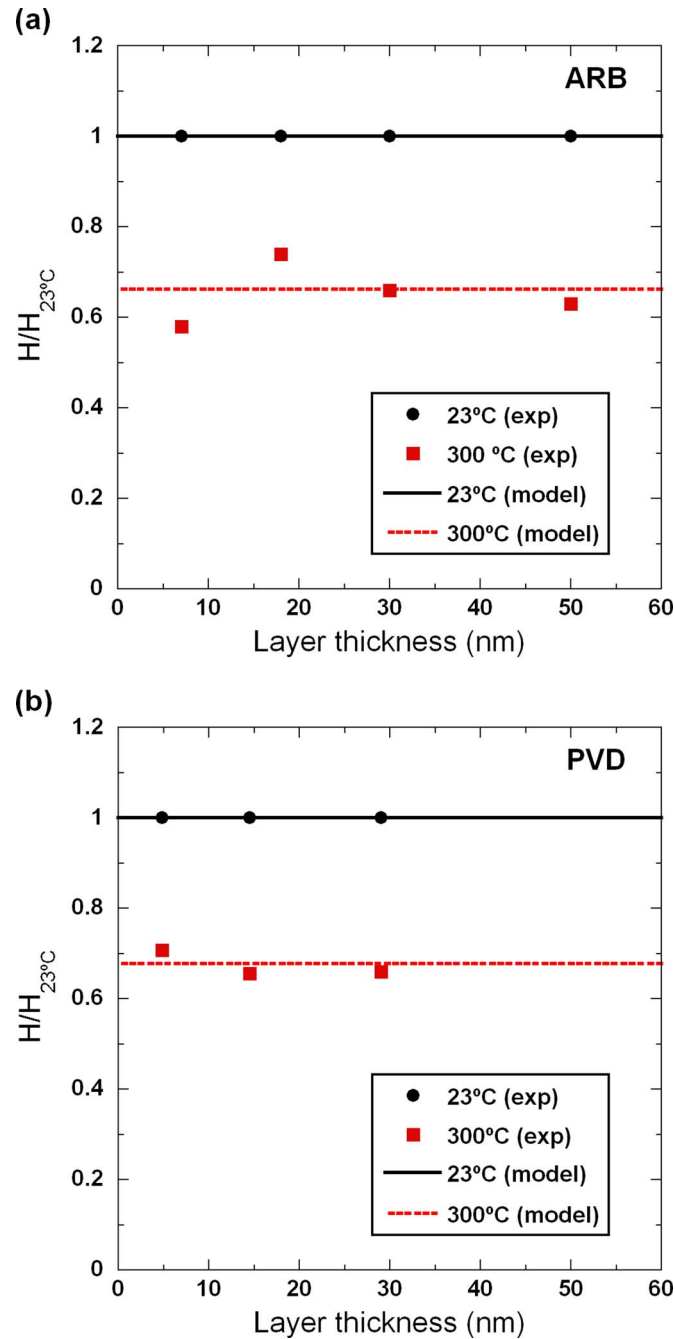 (a)
1.2
ARB
1
0.8
H/H23ºC
0.6
0.4
23ºC (exp)
300 ºC (exp)
23ºC (model)
300ºC (model)
0.2
0
0 10 20 30 40 50 60
Layer thickness (nm)
(b)
1.2
PVD
1
0.8
H/H23ºC
0.6
0.4
23ºC (exp)
300ºC (exp)
23ºC (model)
300ºC (model)
0.2
0
0 10 20 30 40 50 60
Layer thickness (nm)